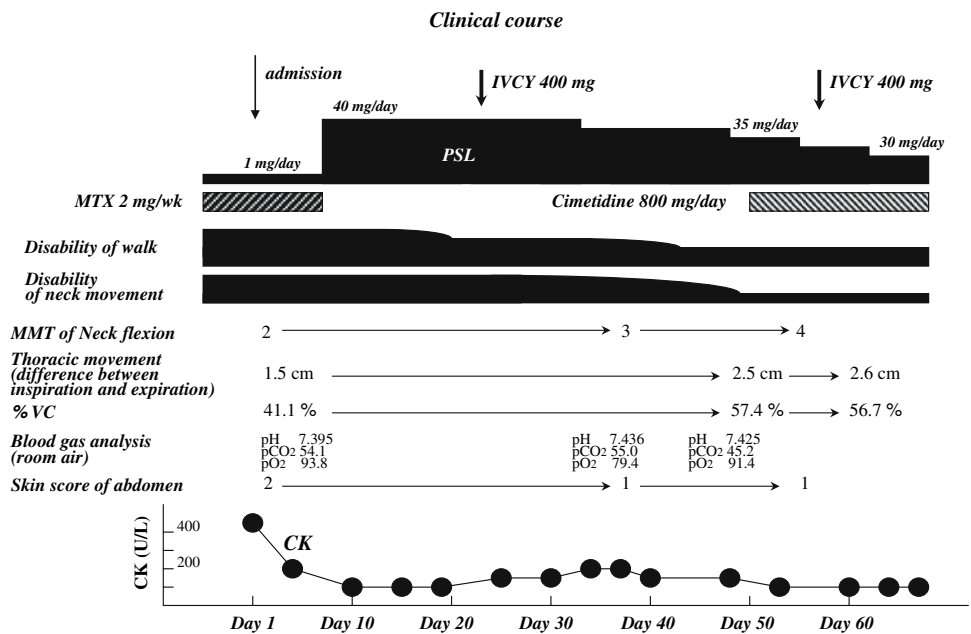 Clinical course
admission
IVCY 400 mg
IVCY 400 mg
40 mg/day
35 mg/day
30 mg/day
1 mg/day
PSL
MTX 2 mg/wk
Cimetidine 800 mg/day
Disability of walk
Disability
of neck movement
MMT of Neck flexion
2 3 4
Thoracic movement
(difference between
inspiration and expiration)
1.5 cm 2.5 cm 2.6 cm
%VC
41.1 % 57.4 % 56.7 %
Blood gas analysis
(room air)
pH 7.395
pCO2 54.1
pO2 93.8
pH 7.436
pCO2 55.0
pO2 79.4
pH 7.425
pCO2 45.2
pO2 91.4
Skin score of abdomen
2 1 1
CK (U/L)
400
200
CK
Day 1 Day 10 Day 20 Day 30 Day 40 Day 50 Day 60